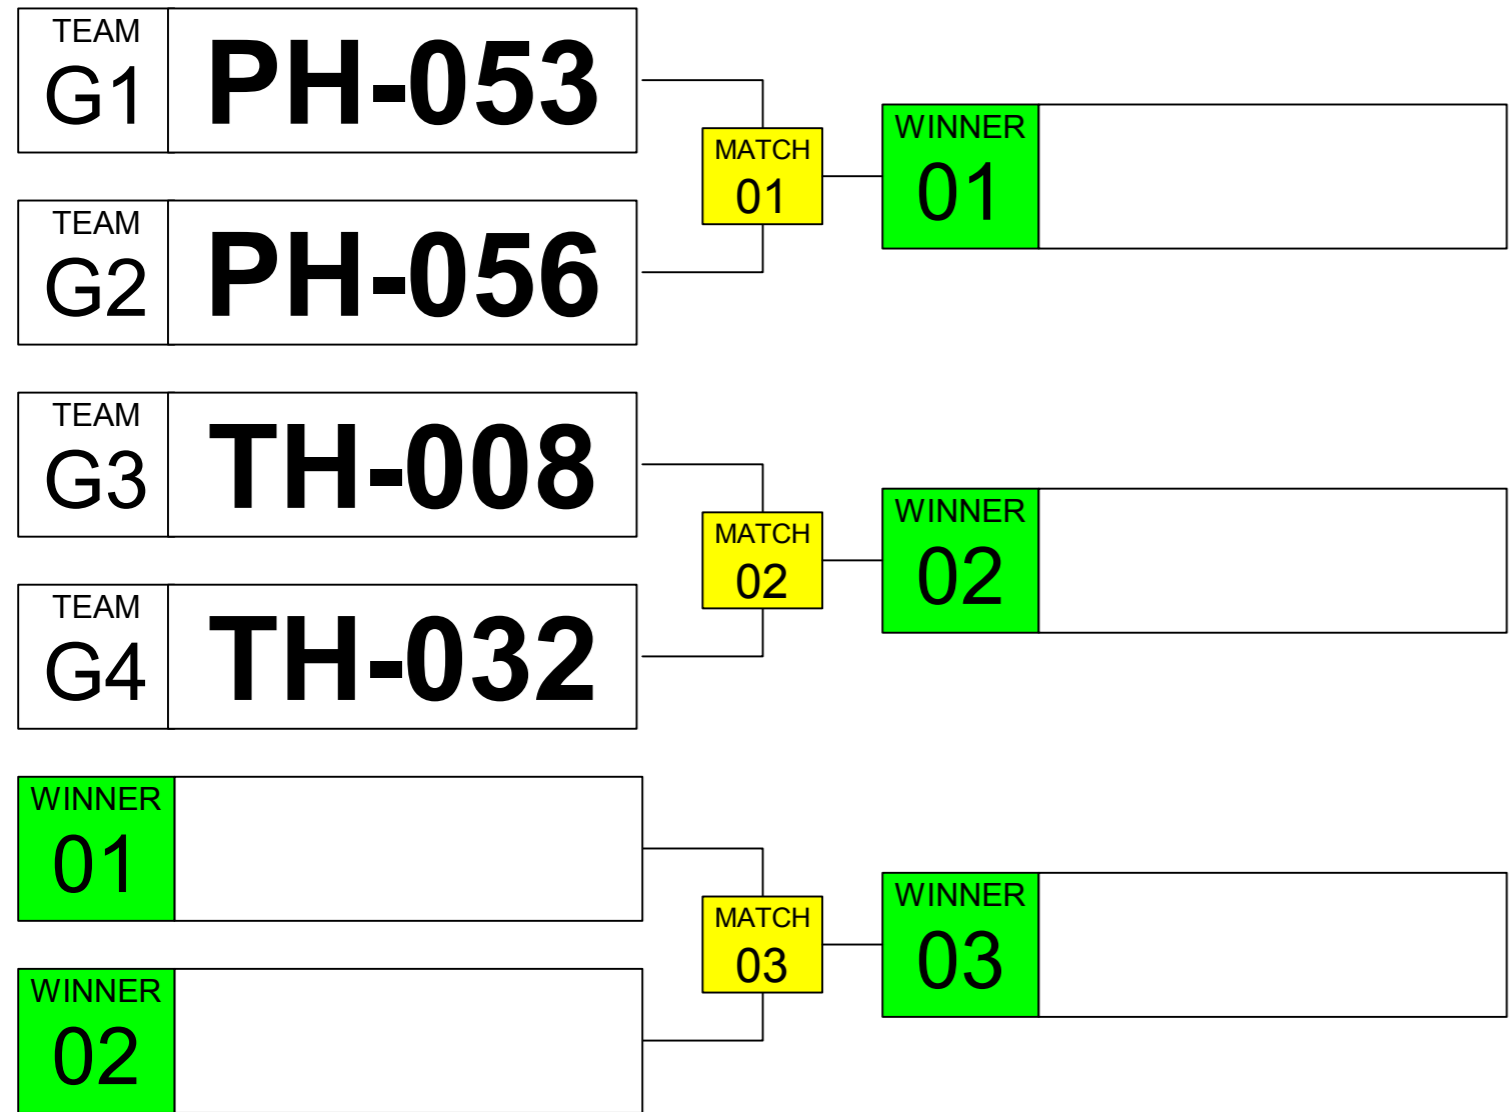 TEAM
G1
PH-053
TEAM
G2
PH-056
MATCH
01
WINNER
01
TEAM
G3
TH-008
TEAM
G4
TH-032
MATCH
02
WINNER
02
WINNER
01
WINNER
02
MATCH
03
WINNER
03